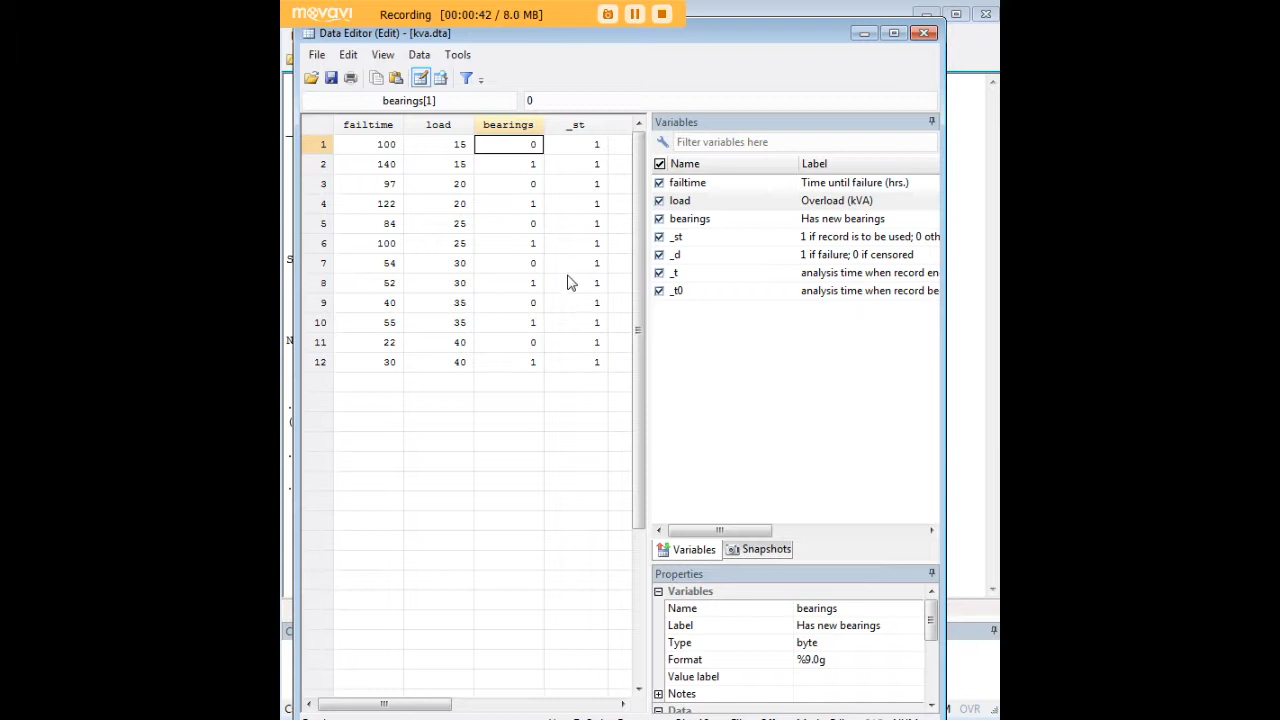 movavi Recording [00:00:42 / 8.0 MB]
Data Editor (Edit) - [kva.dta]
File Edit View Data Tools
bearings[1] 0
failtime load bearings _st
1 100 15 0 1
2 140 15 1 1
3 97 20 0 1
4 122 20 1 1
5 84 25 0 1
6 100 25 1 1
7 54 30 0 1
8 52 30 1 1
9 40 35 0 1
10 55 35 1 1
11 22 40 0 1
12 30 40 1 1
Variables
Filter variables here
Name Label
failtime Time until failure (hrs.)
load Overload (kVA)
bearings Has new bearings
_st 1 if record is to be used; 0 oth
_d 1 if failure; 0 if censored
_t analysis time when record en
_t0 analysis time when record be
Variables Snapshots
Properties
Variables
Name bearings
Label Has new bearings
Type byte
Format %9.0g
Value label
Notes
Data
OVR